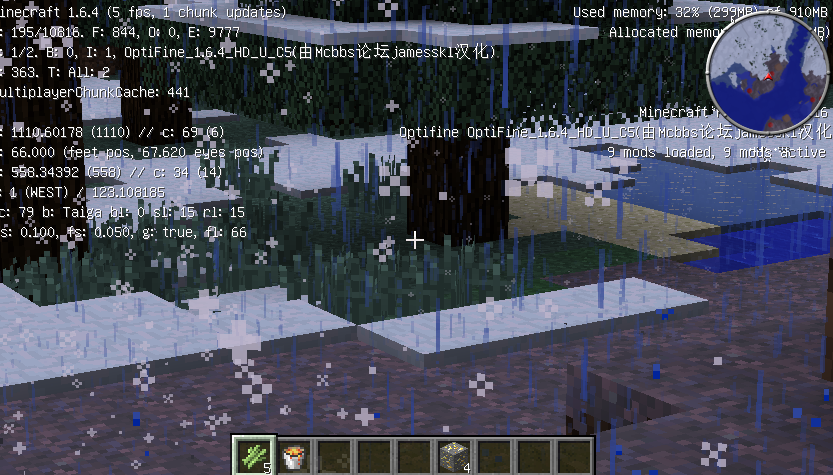 inecraft 1.6.4 (5 fps, 1 chunk updates)
Used memory: 32% (299MB) of 910MB
: 195/10816. F: 844, O: 0, E: 9777
Allocated memo
MB)
: 1/2. B: 0, I: 1, OptiFine_1.6.4_HD_U_C5(由Mcbbs论坛jamesskl汉化)
: 363. T: All: 2
ultiplayerChunkCache: 441
Minecraft
16
: 1110.60178 (1110) // c: 69 (6)
Optifine OptiFine_1.6.4_HD_U_C5(由Mcbbs论坛jamesskl汉化
: 66.000 (feet pos, 67.620 eyes pos)
9 mods loaded, 9 mods active
: 558.34392 (558) // c: 34 (14)
: 1 (WEST) / 123.108185
c: 79 b: Taiga bl: 0 sl: 15 rl: 15
s: 0.100, fs: 0.050, g: true, fl: 66
5
4